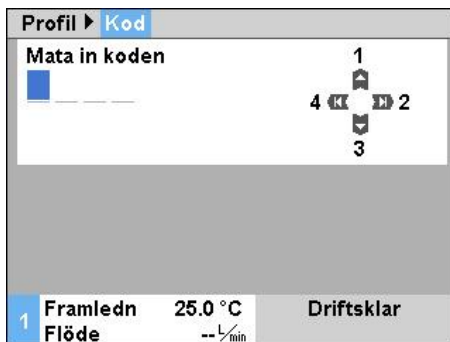 Profil Kod
Mata in koden
1
4 2
3
1
Framledn 25.0 °C
Flöde -- L/min
Driftsklar